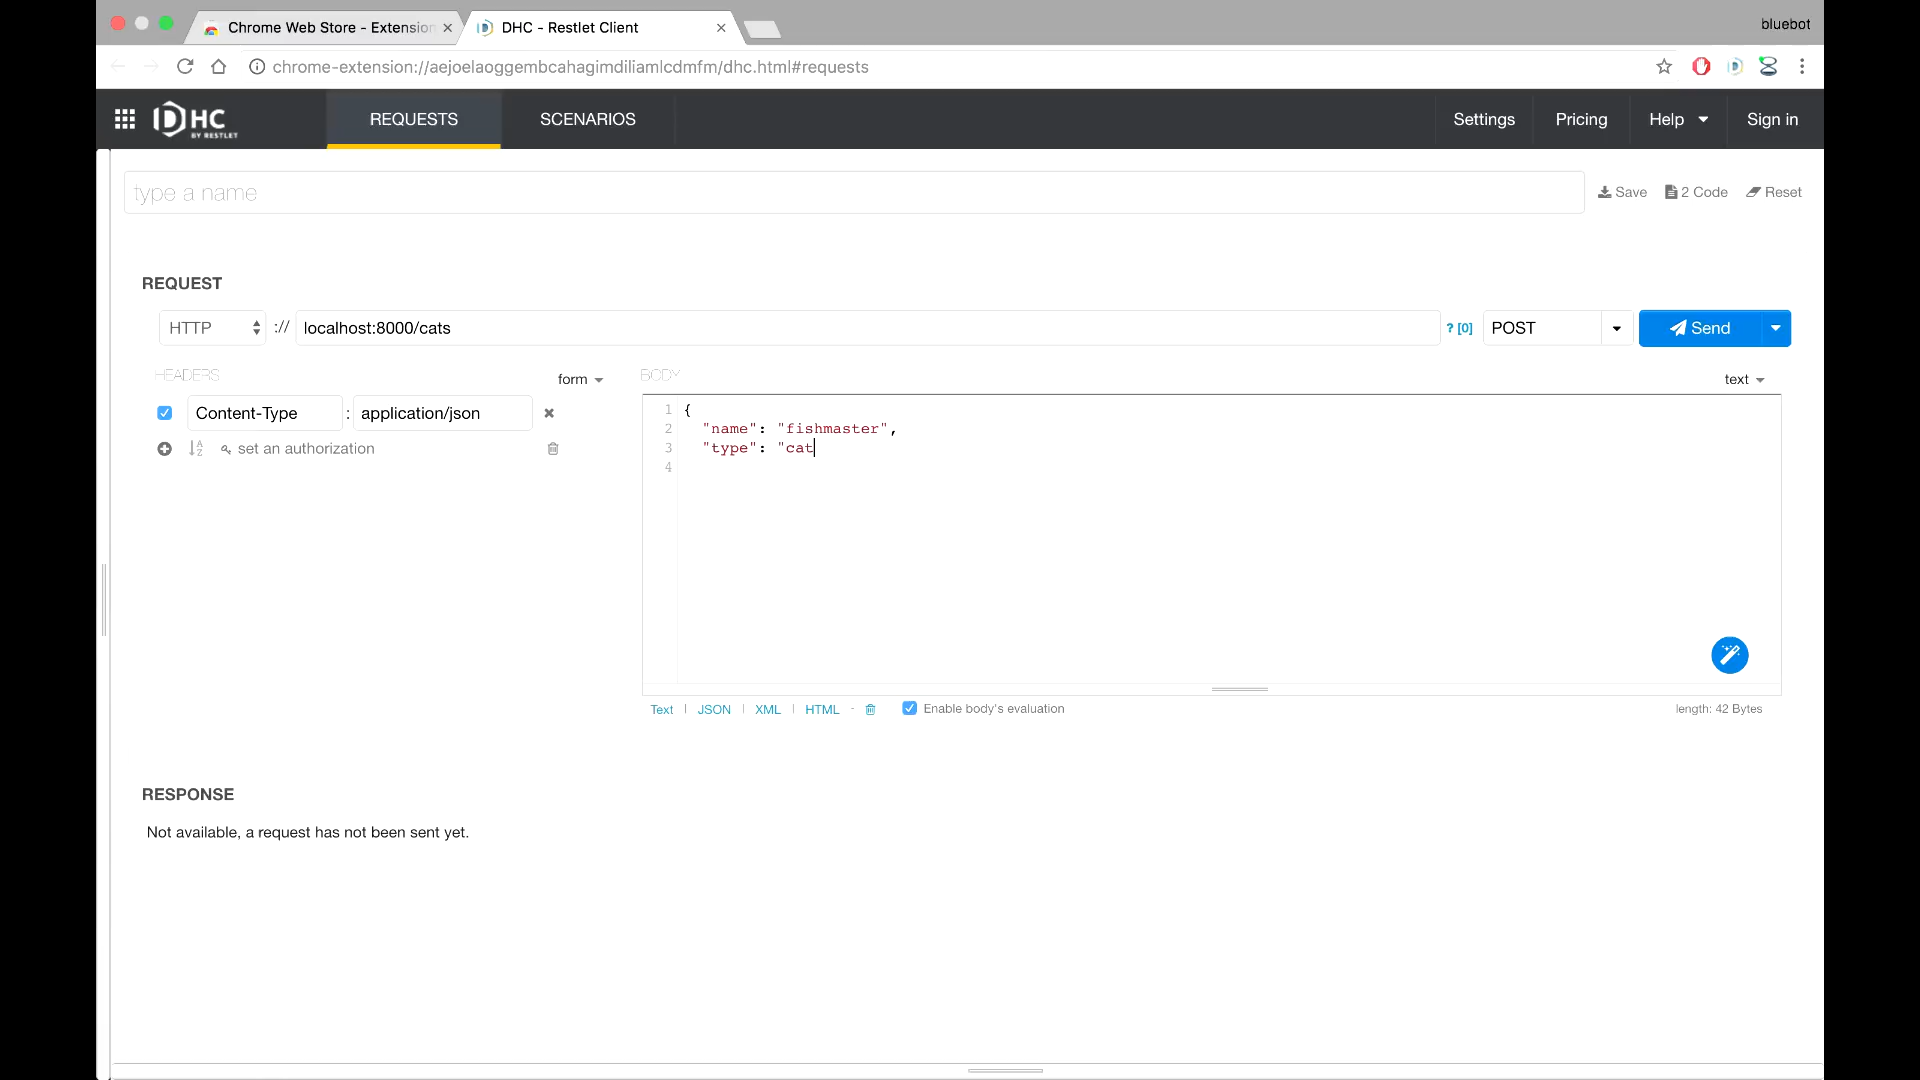 Chrome Web Store - Extension
DHC - Restlet Client
bluebot
chrome-extension://aejoelaoggembcahagimdiliamlcdmfm/dhc.html#requests
DHC
BY RESTLET
REQUESTS
SCENARIOS
Settings
Pricing
Help
Sign in
type a name
Save
2 Code
Reset
REQUEST
HTTP
://
localhost:8000/cats
? [0]
POST
Send
HEADERS
form
BODY
text
Content-Type : application/json
set an authorization
1 {
2 "name": "fishmaster",
3 "type": "cat
4
Text | JSON | XML | HTML
Enable body's evaluation
length: 42 Bytes
RESPONSE
Not available, a request has not been sent yet.